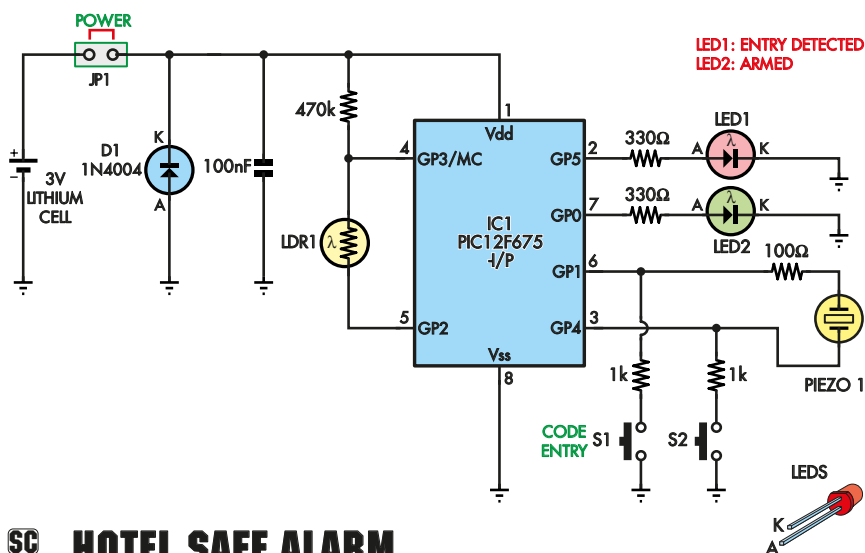 POWER
JP1
LED1: ENTRY DETECTED
LED2: ARMED
+
–
3V
LITHIUM
CELL
D1
1N4004
K
A
100nF
470k
LDR1
λ
1
Vdd
4
GP3/MC
5
GP2
IC1
PIC12F675
-I/P
GP5
2
GP0
7
GP1
6
GP4
3
Vss
8
330Ω
A
LED1
λ
K
330Ω
A
λ
K
LED2
100Ω
PIEZO 1
1k
1k
CODE
ENTRY
S1
S2
LEDS
K
A
SC
HOTEL SAFE ALARM